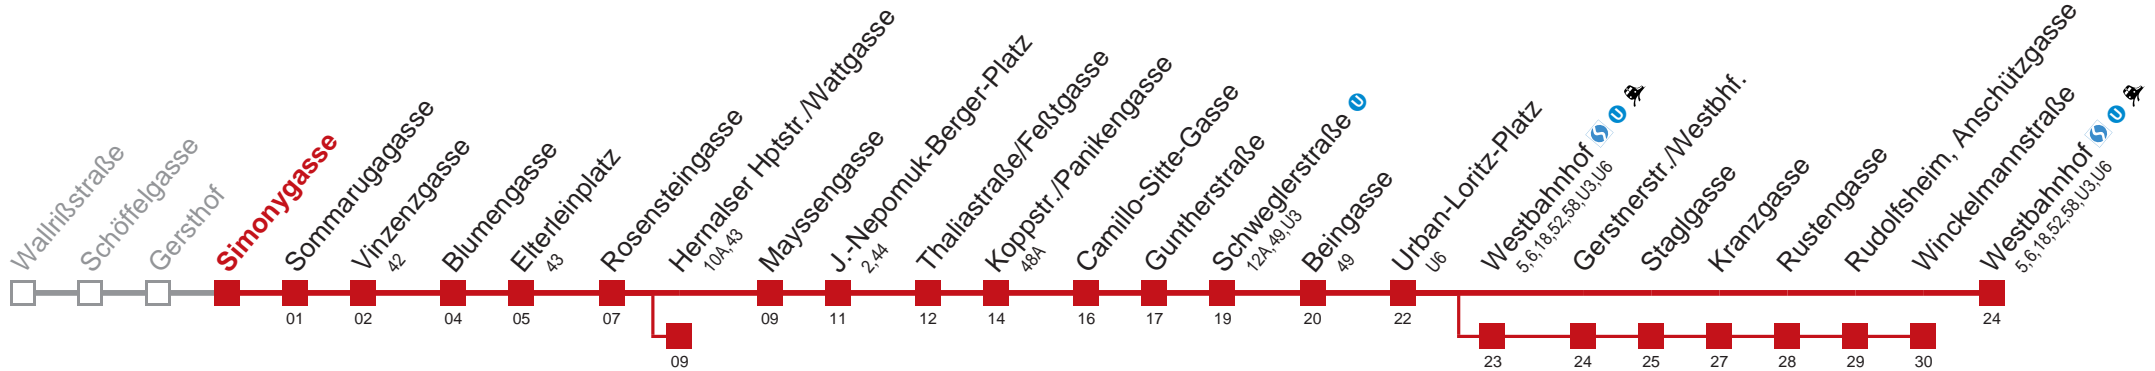 Wallrißstraße
Schöffelgasse
Gersthof
Simonygasse
Sommarugagasse
Vinzenzgasse
42
Blumengasse
Elterleinplatz
43
Rosensteingasse
Hernalser Hptstr./Wattgasse
10A,43
Mayssengasse
J.-Nepomuk-Berger-Platz
2,44
Thaliastraße/Feßtgasse
Koppstr./Panikengasse
48A
Camillo-Sitte-Gasse
Guntherstraße
Schweglerstraße U
12A,49,U3
Beingasse
49
Urban-Loritz-Platz
U6
Westbahnhof S U
5,6,18,52,58,U3,U6
Gerstnerstr./Westbhf.
Staglgasse
Kranzgasse
Rustengasse
Rudolfsheim, Anschützgasse
Winckelmannstraße
Westbahnhof S U
5,6,18,52,58,U3,U6
01 02 04 05 07 09 11 12 14 16 17 19 20 22 24
09 23 24 25 27 28 29 30